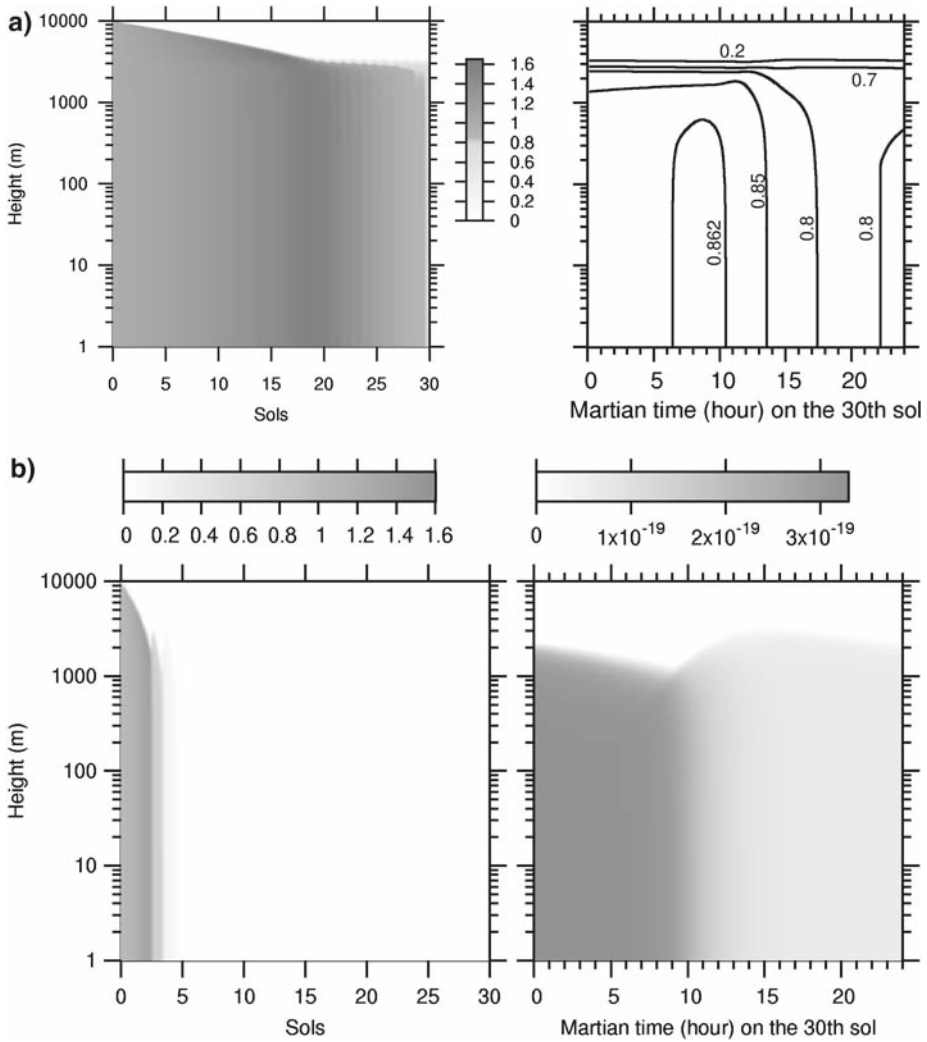 a)
10000
1000
100
10
1
Height (m)
0 5 10 15 20 25 30
Sols
1.6
1.4
1.2
1
0.8
0.6
0.4
0.2
0
0.2
0.7
0.862
0.85
0.8
0.8
0 5 10 15 20
Martian time (hour) on the 30th sol
b)
0 0.2 0.4 0.6 0.8 1 1.2 1.4 1.6
0 1x10⁻¹⁹ 2x10⁻¹⁹ 3x10⁻¹⁹
10000
1000
100
10
1
Height (m)
0 5 10 15 20 25 30
Sols
0 5 10 15 20
Martian time (hour) on the 30th sol